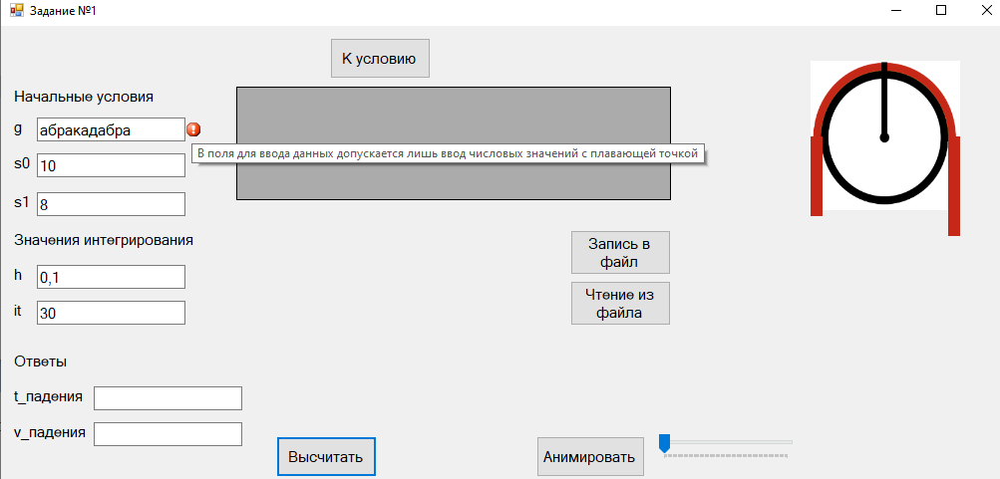 Задание №1
К условию
Начальные условия
g абракадабра
В поля для ввода данных допускается лишь ввод числовых значений с плавающей точкой
s0 10
s1 8
Значения интегрирования
Запись в
файл
h 0,1
Чтение из
файла
it 30
Ответы
t_падения
v_падения
Высчитать
Анимировать